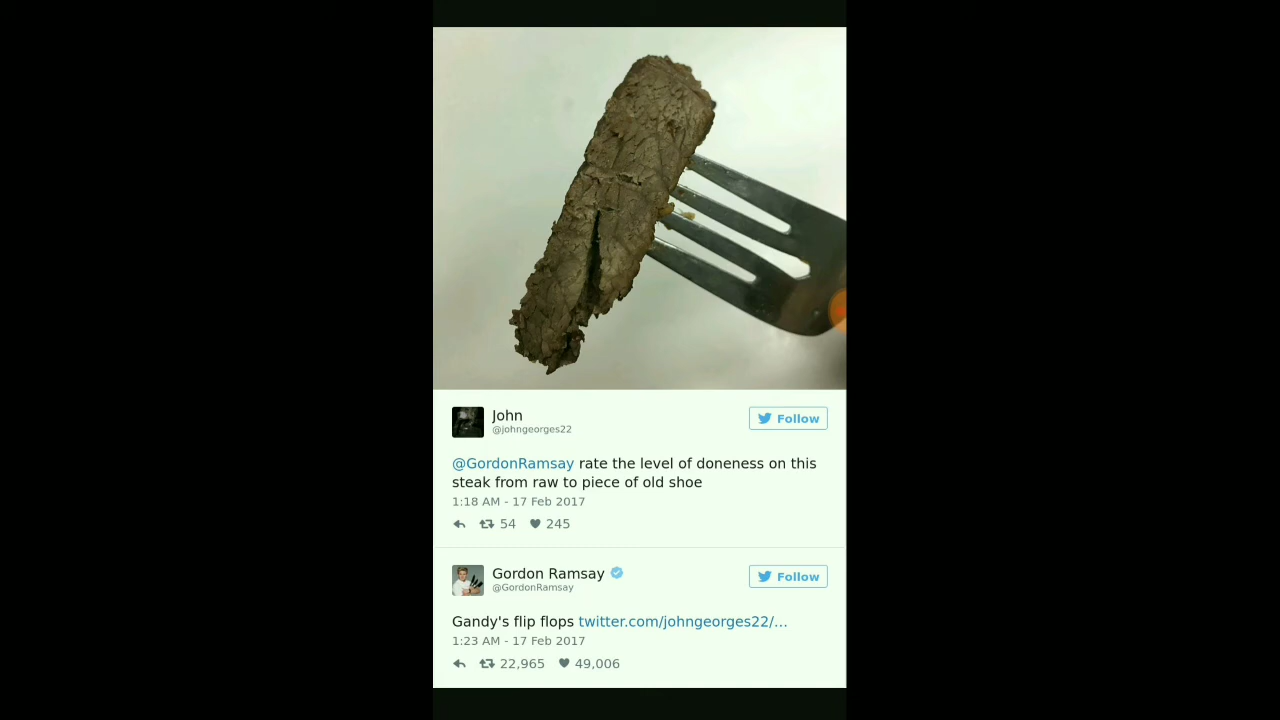 John
@johngeorges22
Follow
@GordonRamsay rate the level of doneness on this
steak from raw to piece of old shoe
1:18 AM - 17 Feb 2017
54 245
Gordon Ramsay
@GordonRamsay
Follow
Gandy's flip flops twitter.com/johngeorges22/...
1:23 AM - 17 Feb 2017
22,965 49,006